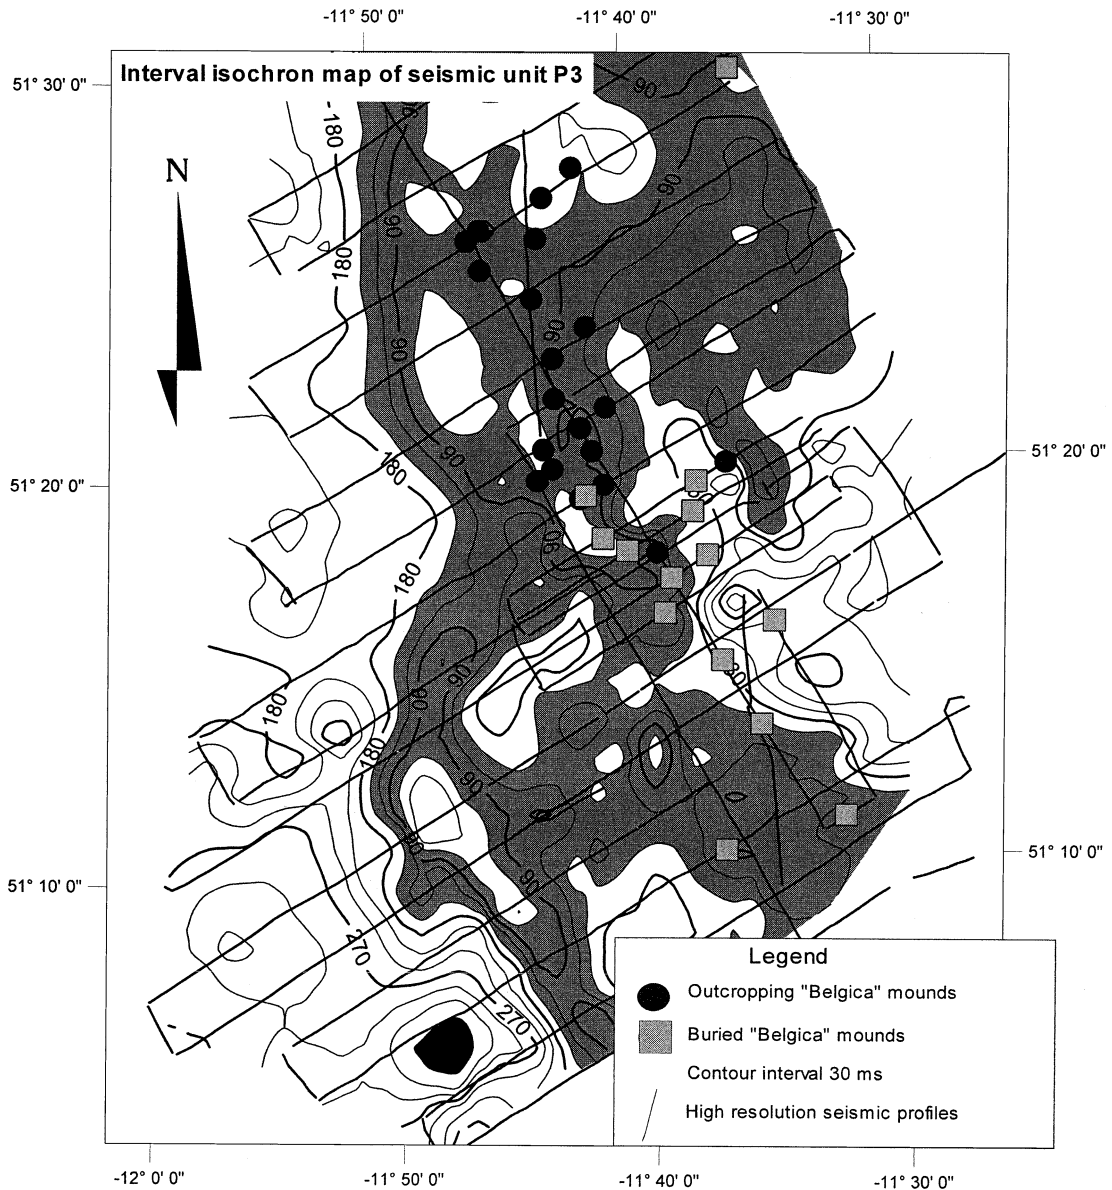 -11° 50' 0"
-11° 40' 0"
-11° 30' 0"
51° 30' 0"
Interval isochron map of seismic unit P3
90
-180
N
90
90
180
90
90
90
51° 20' 0"
180
90
51° 20' 0"
90
180
90
180
90
180
90
51° 10' 0"
51° 10' 0"
90
270
270
Legend
Outcropping "Belgica" mounds
Buried "Belgica" mounds
Contour interval 30 ms
High resolution seismic profiles
-12° 0' 0"
-11° 50' 0"
-11° 40' 0"
-11° 30' 0"